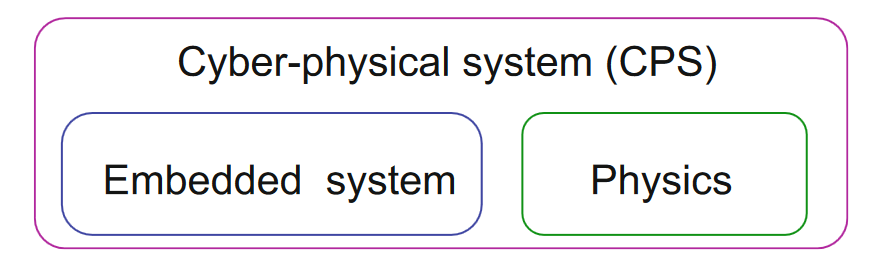 Cyber-physical system (CPS)
Embedded system
Physics